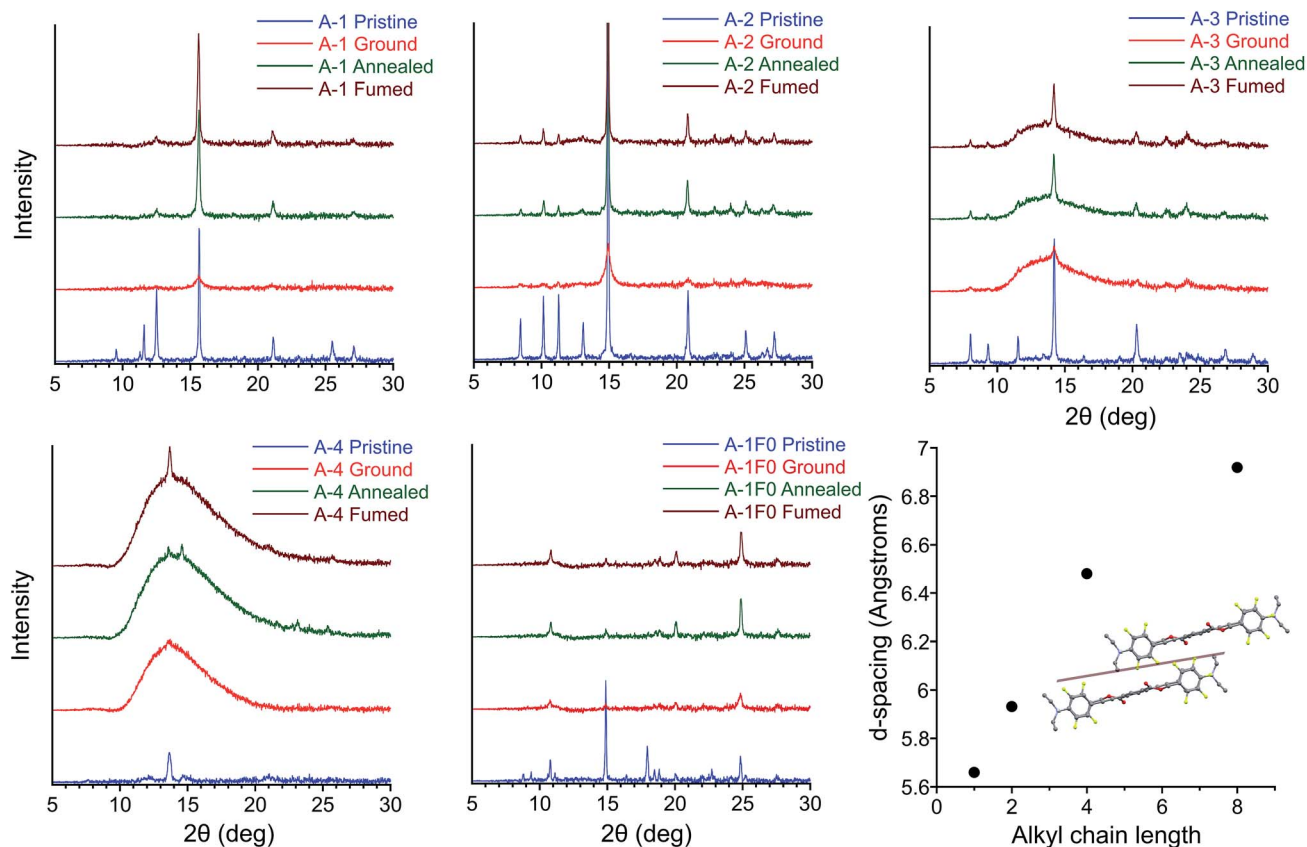 A-1 Pristine
A-1 Ground
A-1 Annealed
A-1 Fumed
Intensity
5 10 15 20 25 30
A-2 Pristine
A-2 Ground
A-2 Annealed
A-2 Fumed
5 10 15 20 25 30
A-3 Pristine
A-3 Ground
A-3 Annealed
A-3 Fumed
5 10 15 20 25 30
2θ (deg)
A-4 Pristine
A-4 Ground
A-4 Annealed
A-4 Fumed
Intensity
5 10 15 20 25 30
2θ (deg)
A-1F0 Pristine
A-1F0 Ground
A-1F0 Annealed
A-1F0 Fumed
5 10 15 20 25 30
2θ (deg)
d-spacing (Angstroms)
7
6.8
6.6
6.4
6.2
6
5.8
5.6
0 2 4 6 8
Alkyl chain length